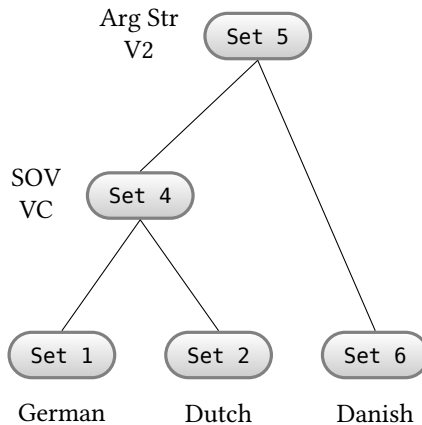 Arg Str
V2
Set 5
SOV
VC
Set 4
Set 1
Set 2
Set 6
German
Dutch
Danish